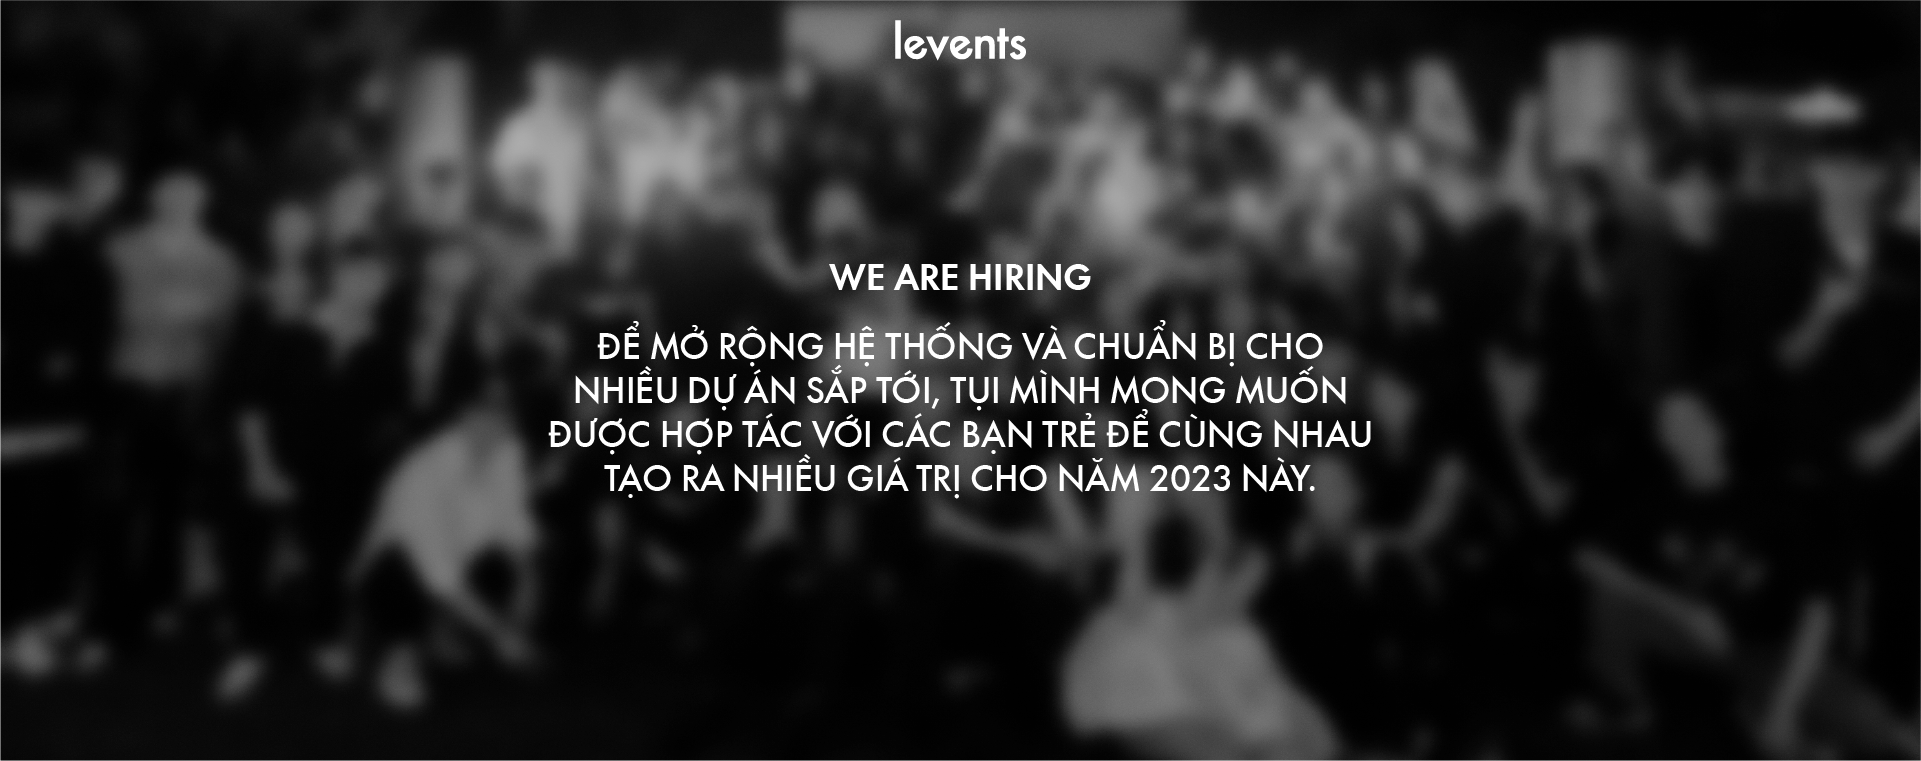 levents
WE ARE HIRING
ĐỂ MỞ RỘNG HỆ THỐNG VÀ CHUẨN BỊ CHO
NHIỀU DỰ ÁN SẮP TỚI, TỤI MÌNH MONG MUỐN
ĐƯỢC HỢP TÁC VỚI CÁC BẠN TRẺ ĐỂ CÙNG NHAU
TẠO RA NHIỀU GIÁ TRỊ CHO NĂM 2023 NÀY.